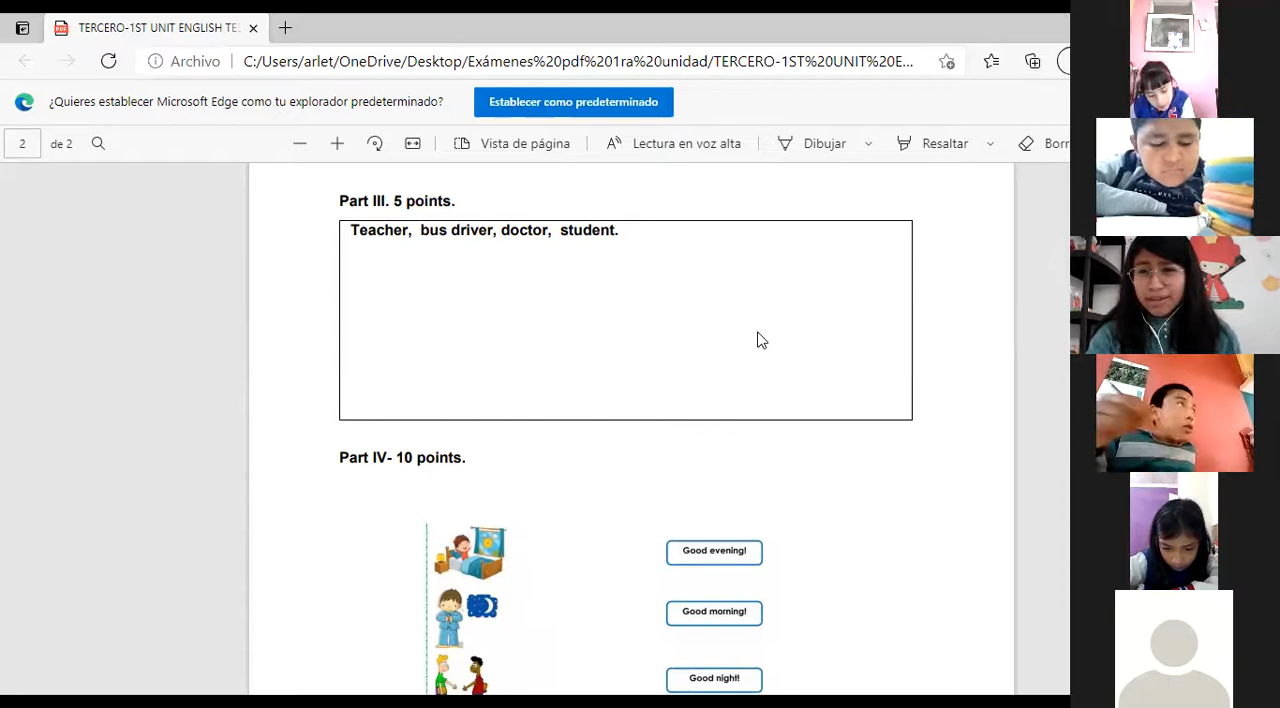 TERCERO-1ST UNIT ENGLISH TE
Archivo
C:/Users/arlet/OneDrive/Desktop/Exámenes%20pdf%201ra%20unidad/TERCERO-1ST%20UNIT%20E...
¿Quieres establecer Microsoft Edge como tu explorador predeterminado?
Establecer como predeterminado
2 de 2
Vista de página
Lectura en voz alta
Dibujar
Resaltar
Borr
Part III. 5 points.
Teacher, bus driver, doctor, student.
Part IV- 10 points.
Good evening!
Good morning!
Good night!